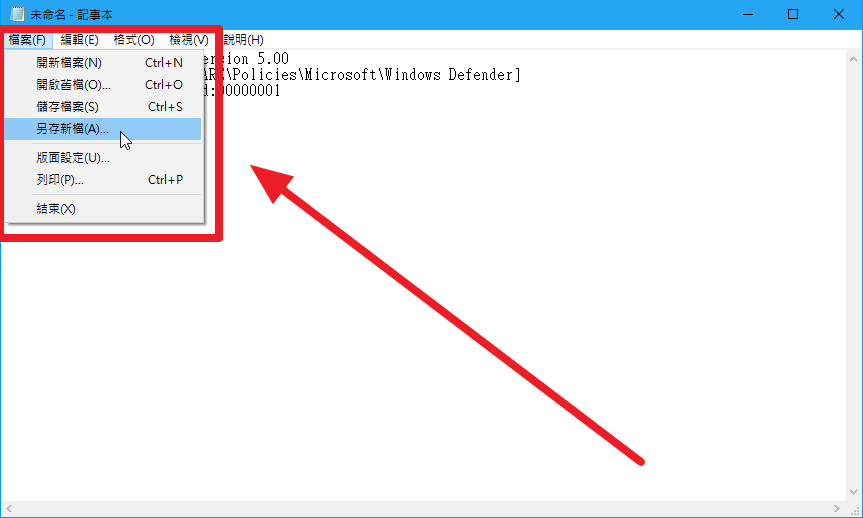 未命名 - 記事本
檔案(F) 編輯(E) 格式(O) 檢視(V) 說明(H)
開新檔案(N) Ctrl+N
開啟舊檔(O)... Ctrl+O
儲存檔案(S) Ctrl+S
另存新檔(A)...
版面設定(U)...
列印(P)... Ctrl+P
結束(X)
ersion 5.00
ARE\Policies\Microsoft\Windows Defender]
d:00000001